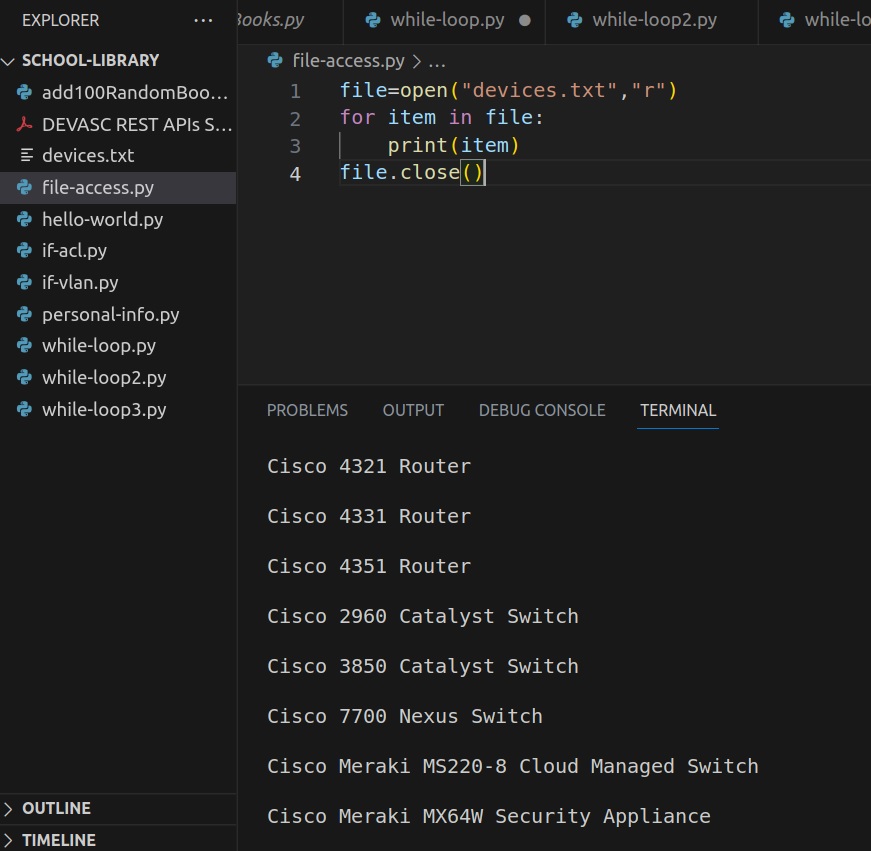 EXPLORER ...
Books.py while-loop.py while-loop2.py while-lo
SCHOOL-LIBRARY
add100RandomBoo...
DEVASC REST APIs S...
devices.txt
file-access.py
hello-world.py
if-acl.py
if-vlan.py
personal-info.py
while-loop.py
while-loop2.py
while-loop3.py
OUTLINE
TIMELINE
file-access.py > ...
1 file=open("devices.txt","r")
2 for item in file:
3     print(item)
4 file.close()
PROBLEMS OUTPUT DEBUG CONSOLE TERMINAL
Cisco 4321 Router
Cisco 4331 Router
Cisco 4351 Router
Cisco 2960 Catalyst Switch
Cisco 3850 Catalyst Switch
Cisco 7700 Nexus Switch
Cisco Meraki MS220-8 Cloud Managed Switch
Cisco Meraki MX64W Security Appliance